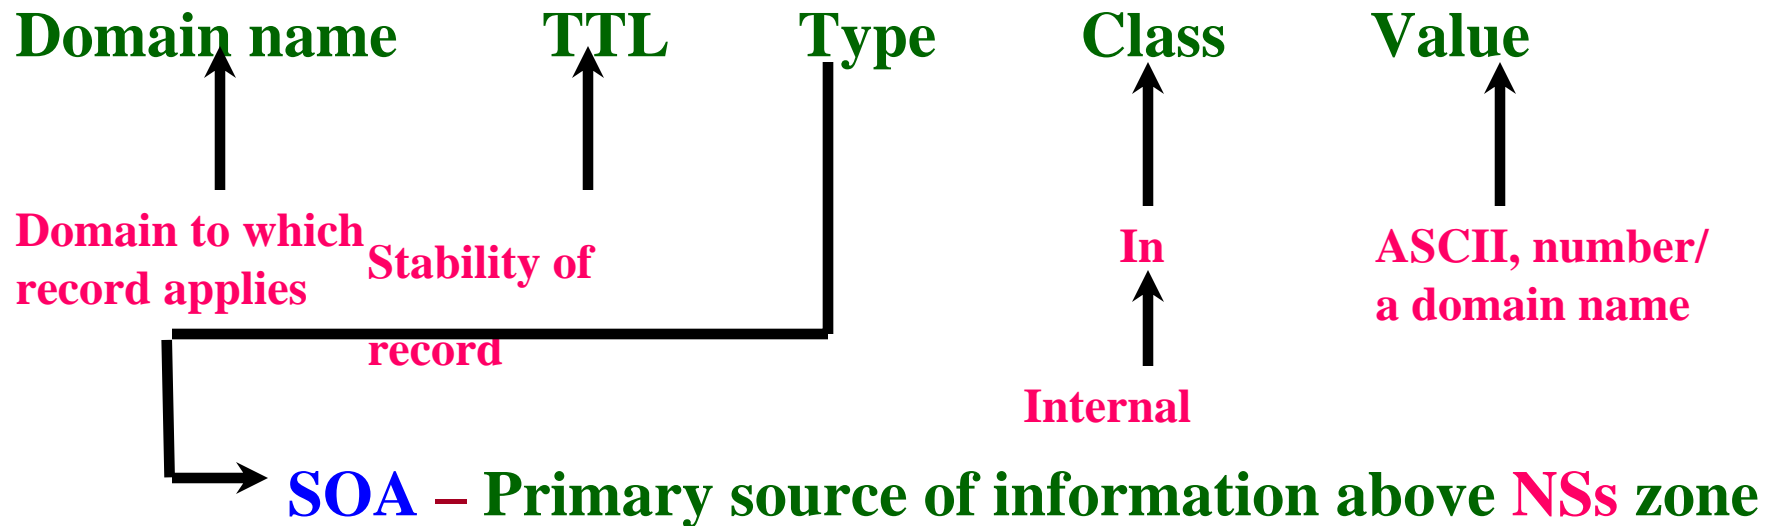 Domain name TTL Type Class Value
Domain to which
record applies
Stability of
record
In
Internal
ASCII, number/
a domain name
SOA – Primary source of information above NSs zone